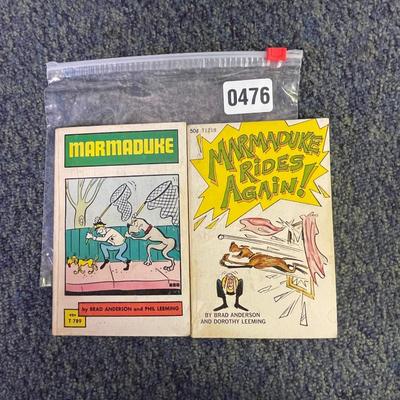 0476
MARMADUKE
by BRAD ANDERSON and PHIL LEEMING
T 789
50¢ T1219
MARMADUKE
RIDES
AGAIN!
BY BRAD ANDERSON
AND DOROTHY LEEMING